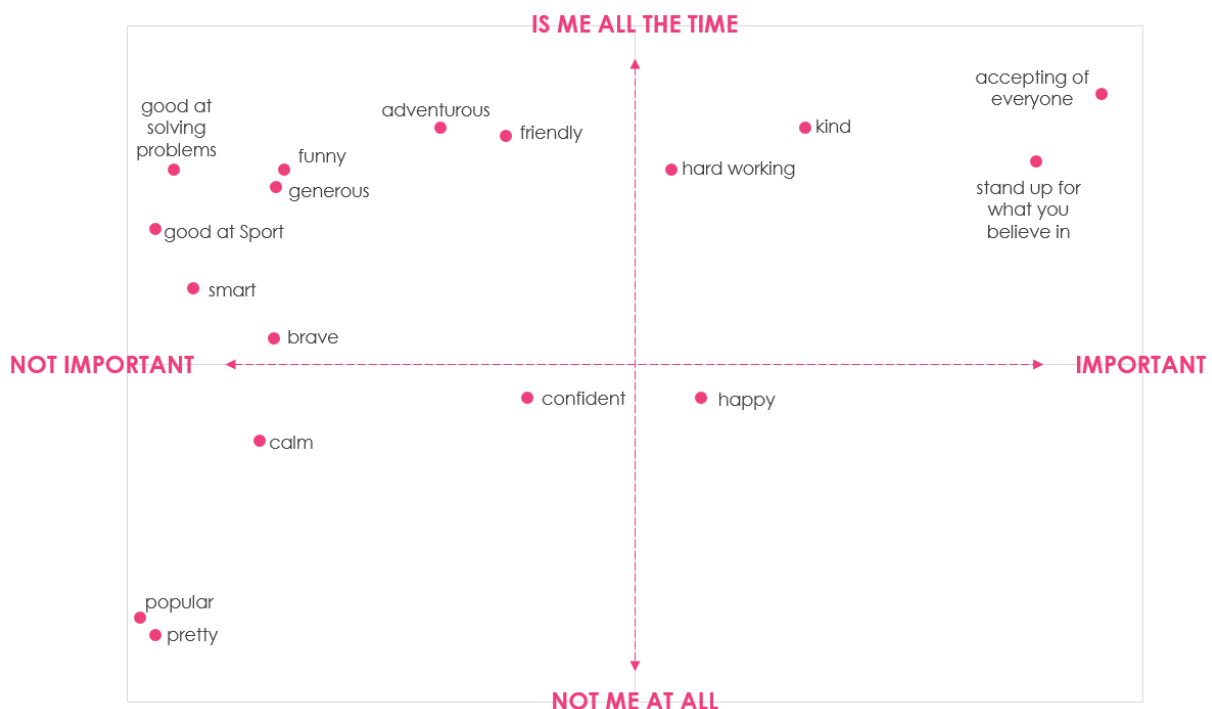 IS ME ALL THE TIME
accepting of
everyone
good at
solving
problems
adventurous
friendly
kind
funny
hard working
generous
stand up for
what you
believe in
good at Sport
smart
brave
NOT IMPORTANT
IMPORTANT
confident
happy
calm
popular
pretty
NOT ME AT ALL